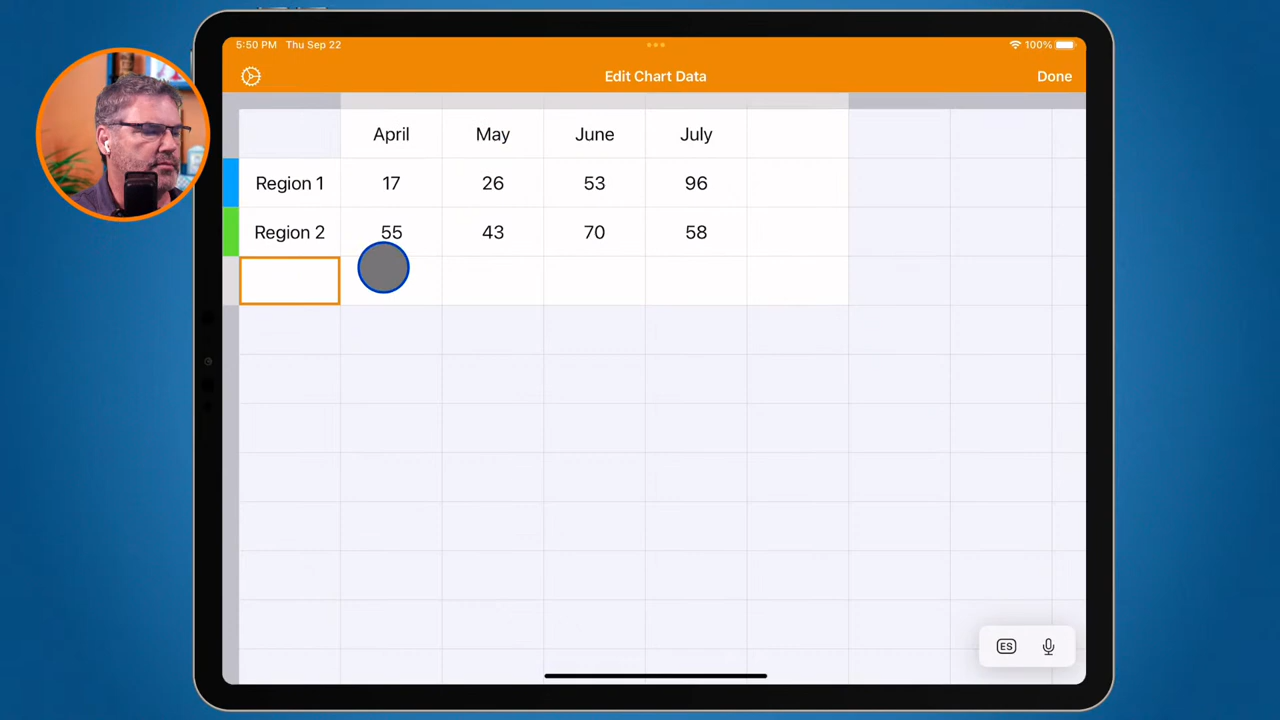 5:50 PM Thu Sep 22
100%
Edit Chart Data
Done
April May June July
Region 1 17 26 53 96
Region 2 55 43 70 58
ES